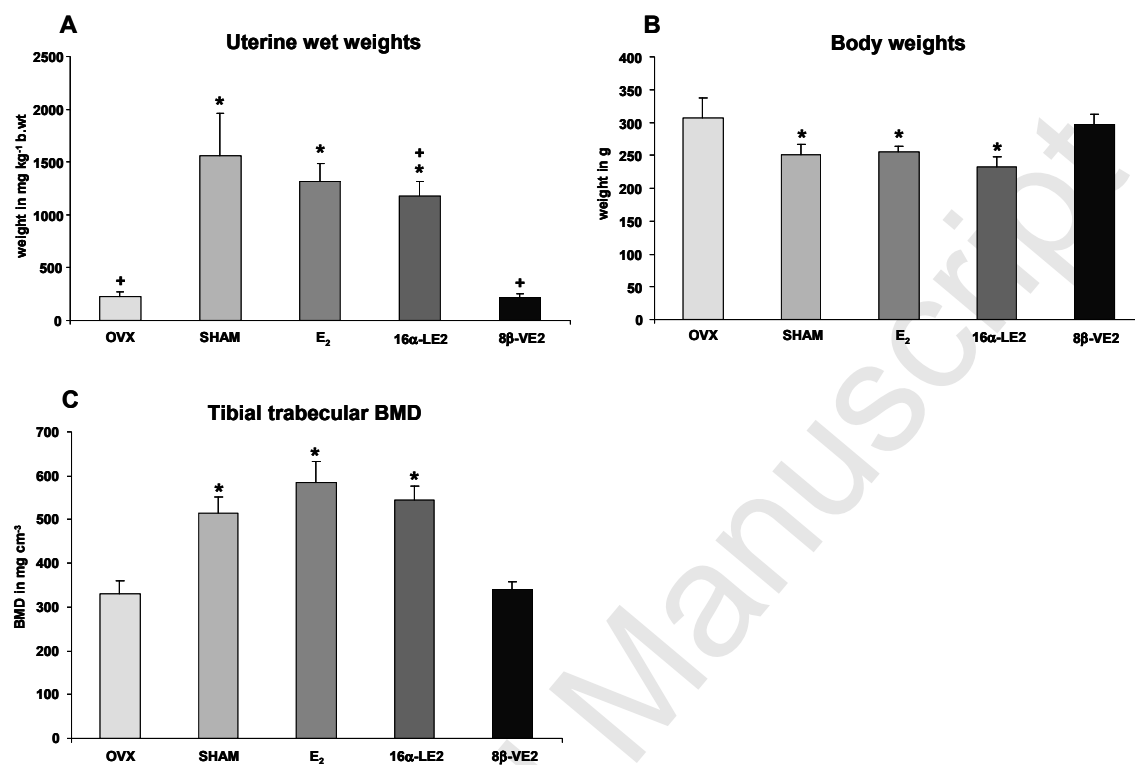 A
Uterine wet weights
weight in mg kg⁻¹ b.wt
2500
2000
1500
1000
500
0
+
*
*
+
*
+
OVX
SHAM
E₂
16α-LE2
8β-VE2
B
Body weights
weight in g
400
350
300
250
200
150
100
50
0
*
*
*
OVX
SHAM
E₂
16α-LE2
8β-VE2
C
Tibial trabecular BMD
BMD in mg cm⁻³
700
600
500
400
300
200
100
0
*
*
*
OVX
SHAM
E₂
16α-LE2
8β-VE2
Manuscript